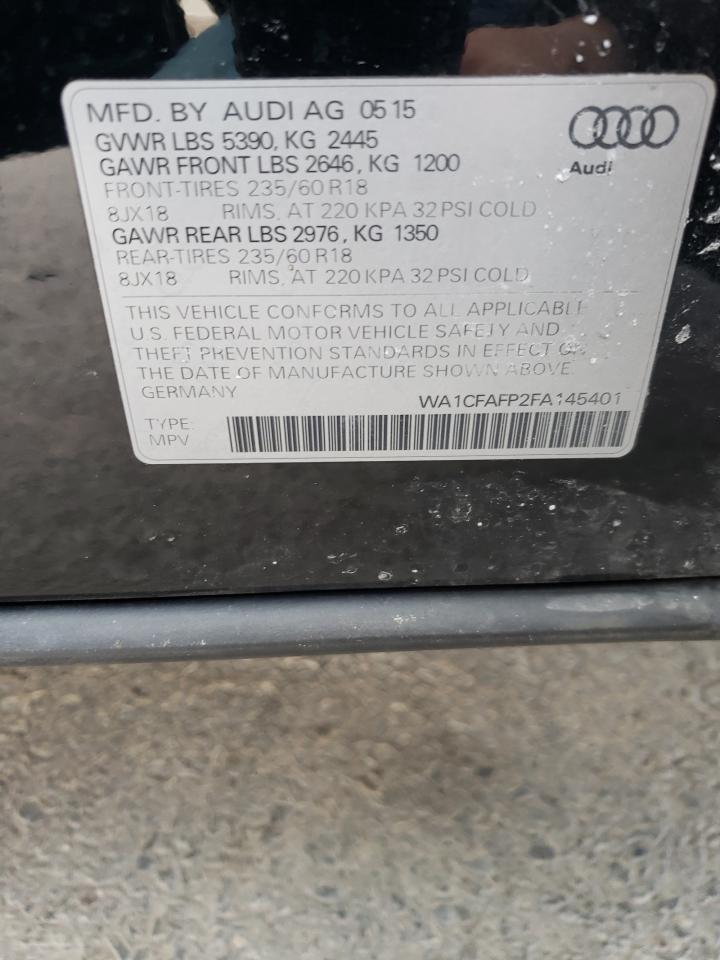 MFD. BY AUDI AG 05 15
GVWR LBS 5390, KG 2445
GAWR FRONT LBS 2646, KG 1200
Audi
FRONT-TIRES 235/60 R18
8JX18 RIMS, AT 220 KPA 32 PSI COLD
GAWR REAR LBS 2976, KG 1350
REAR-TIRES 235/60 R18
8JX18 RIMS, AT 220 KPA 32 PSI COLD
THIS VEHICLE CONFORMS TO ALL APPLICABLE
U.S. FEDERAL MOTOR VEHICLE SAFETY AND
THEFT PREVENTION STANDARDS IN EFFECT ON
THE DATE OF MANUFACTURE SHOWN ABOVE.
GERMANY
WA1CFAFP2FA145401
TYPE:
MPV